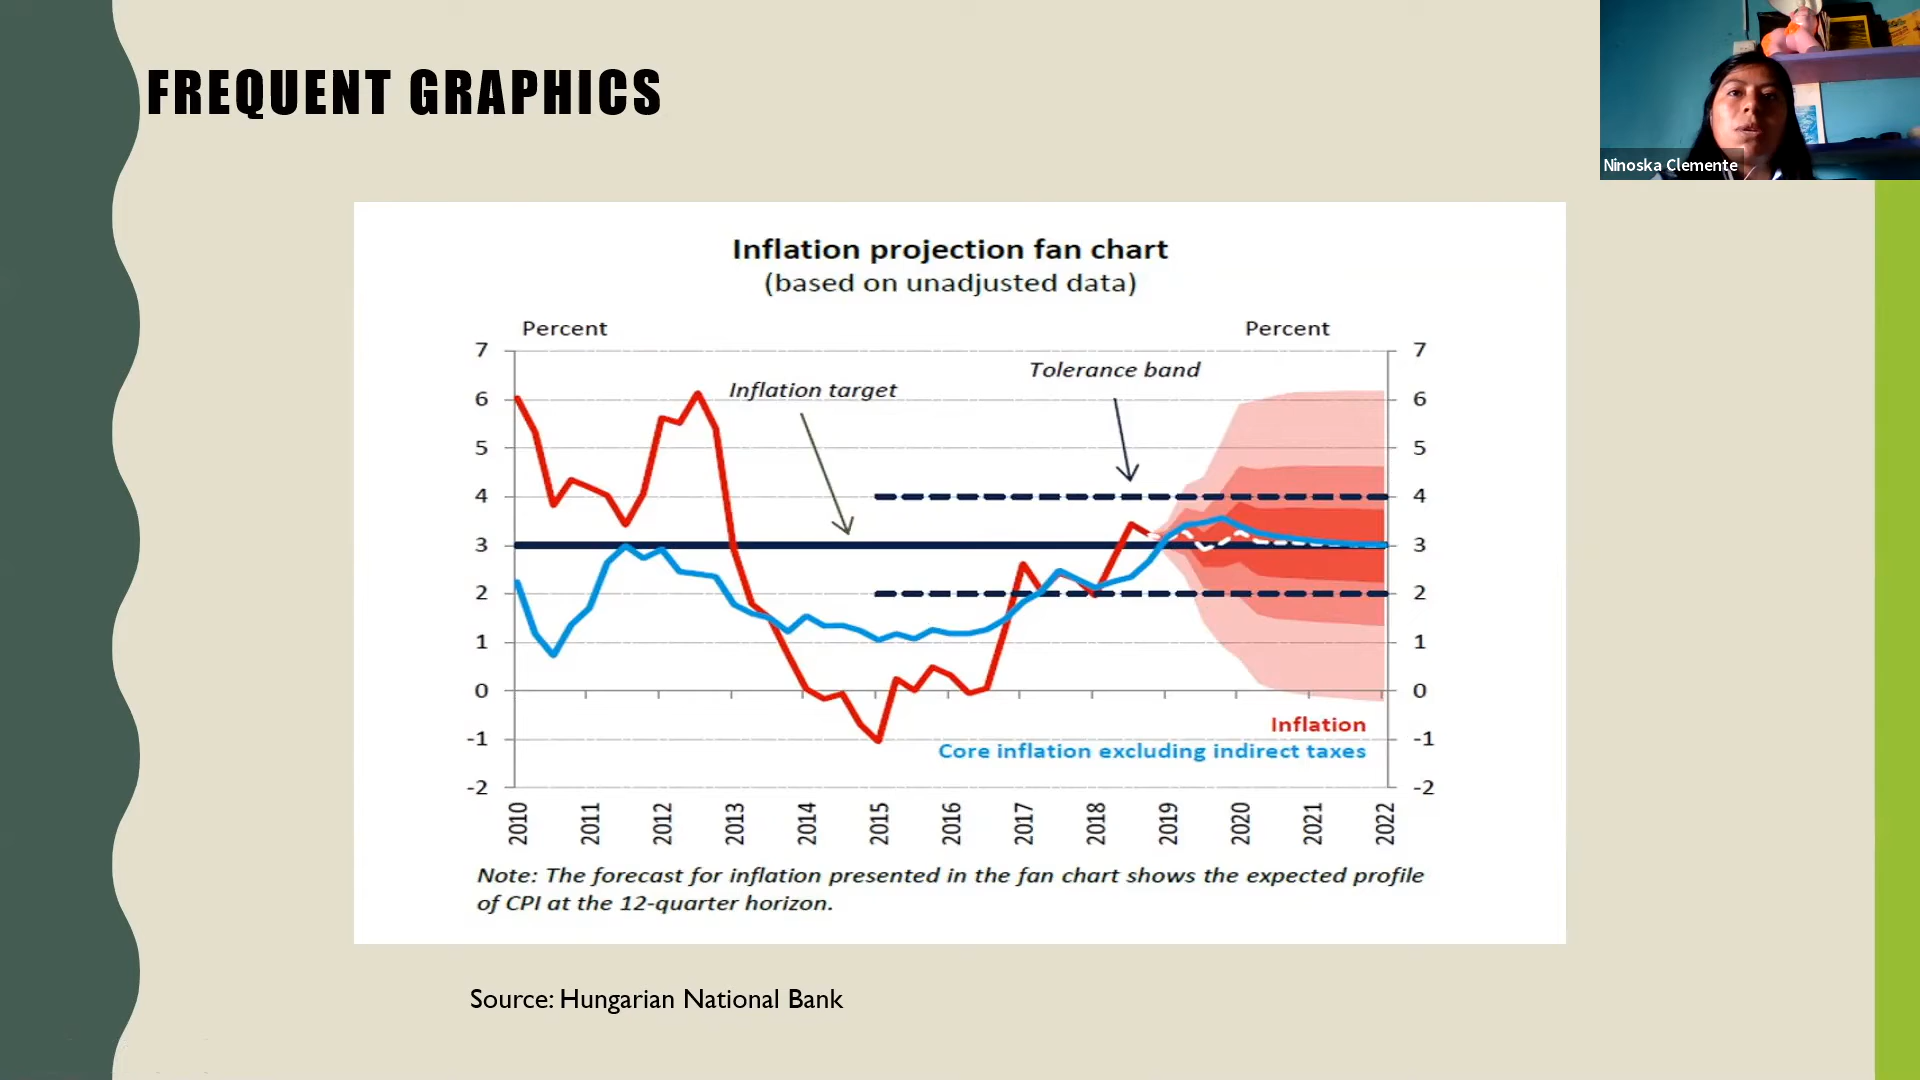 FREQUENT GRAPHICS
Ninoska Clemente
Inflation projection fan chart
(based on unadjusted data)
Percent
Percent
7
6
5
4
3
2
1
0
-1
-2
Inflation target
Tolerance band
7
6
5
4
3
2
1
0
-1
-2
Inflation
Core inflation excluding indirect taxes
2010
2011
2012
2013
2014
2015
2016
2017
2018
2019
2020
2021
2022
Note: The forecast for inflation presented in the fan chart shows the expected profile
of CPI at the 12-quarter horizon.
Source: Hungarian National Bank